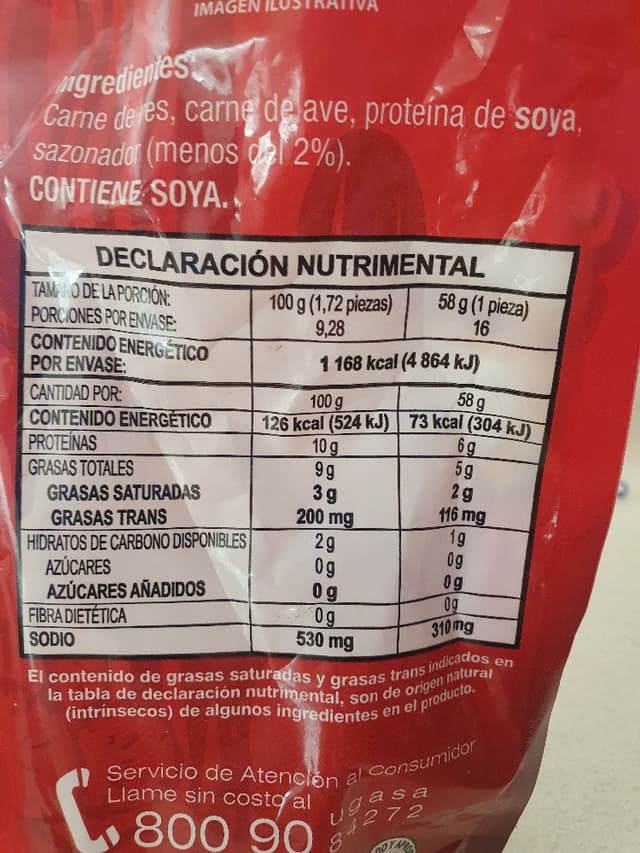 IMAGEN ILUSTRATIVA
Ingredientes:
Carne de res, carne de ave, proteína de soya,
sazonador (menos del 2%).
CONTIENE SOYA.
DECLARACIÓN NUTRIMENTAL
TAMAÑO DE LA PORCIÓN: 100 g (1,72 piezas) 58 g (1 pieza)
PORCIONES POR ENVASE: 9,28 16
CONTENIDO ENERGÉTICO
POR ENVASE: 1 168 kcal (4 864 kJ)
CANTIDAD POR: 100 g 58 g
CONTENIDO ENERGÉTICO 126 kcal (524 kJ) 73 kcal (304 kJ)
PROTEÍNAS 10 g 6 g
GRASAS TOTALES 9 g 5 g
GRASAS SATURADAS 3 g 2 g
GRASAS TRANS 200 mg 116 mg
HIDRATOS DE CARBONO DISPONIBLES 2 g 1 g
AZÚCARES 0 g 0 g
AZÚCARES AÑADIDOS 0 g 0 g
FIBRA DIETÉTICA 0 g 0 g
SODIO 530 mg 310 mg
El contenido de grasas saturadas y grasas trans indicados en
la tabla de declaración nutrimental, son de origen natural
(intrínsecos) de algunos ingredientes en el producto.
Servicio de Atención al Consumidor
Llame sin costo al
ugasa
800 90 84272